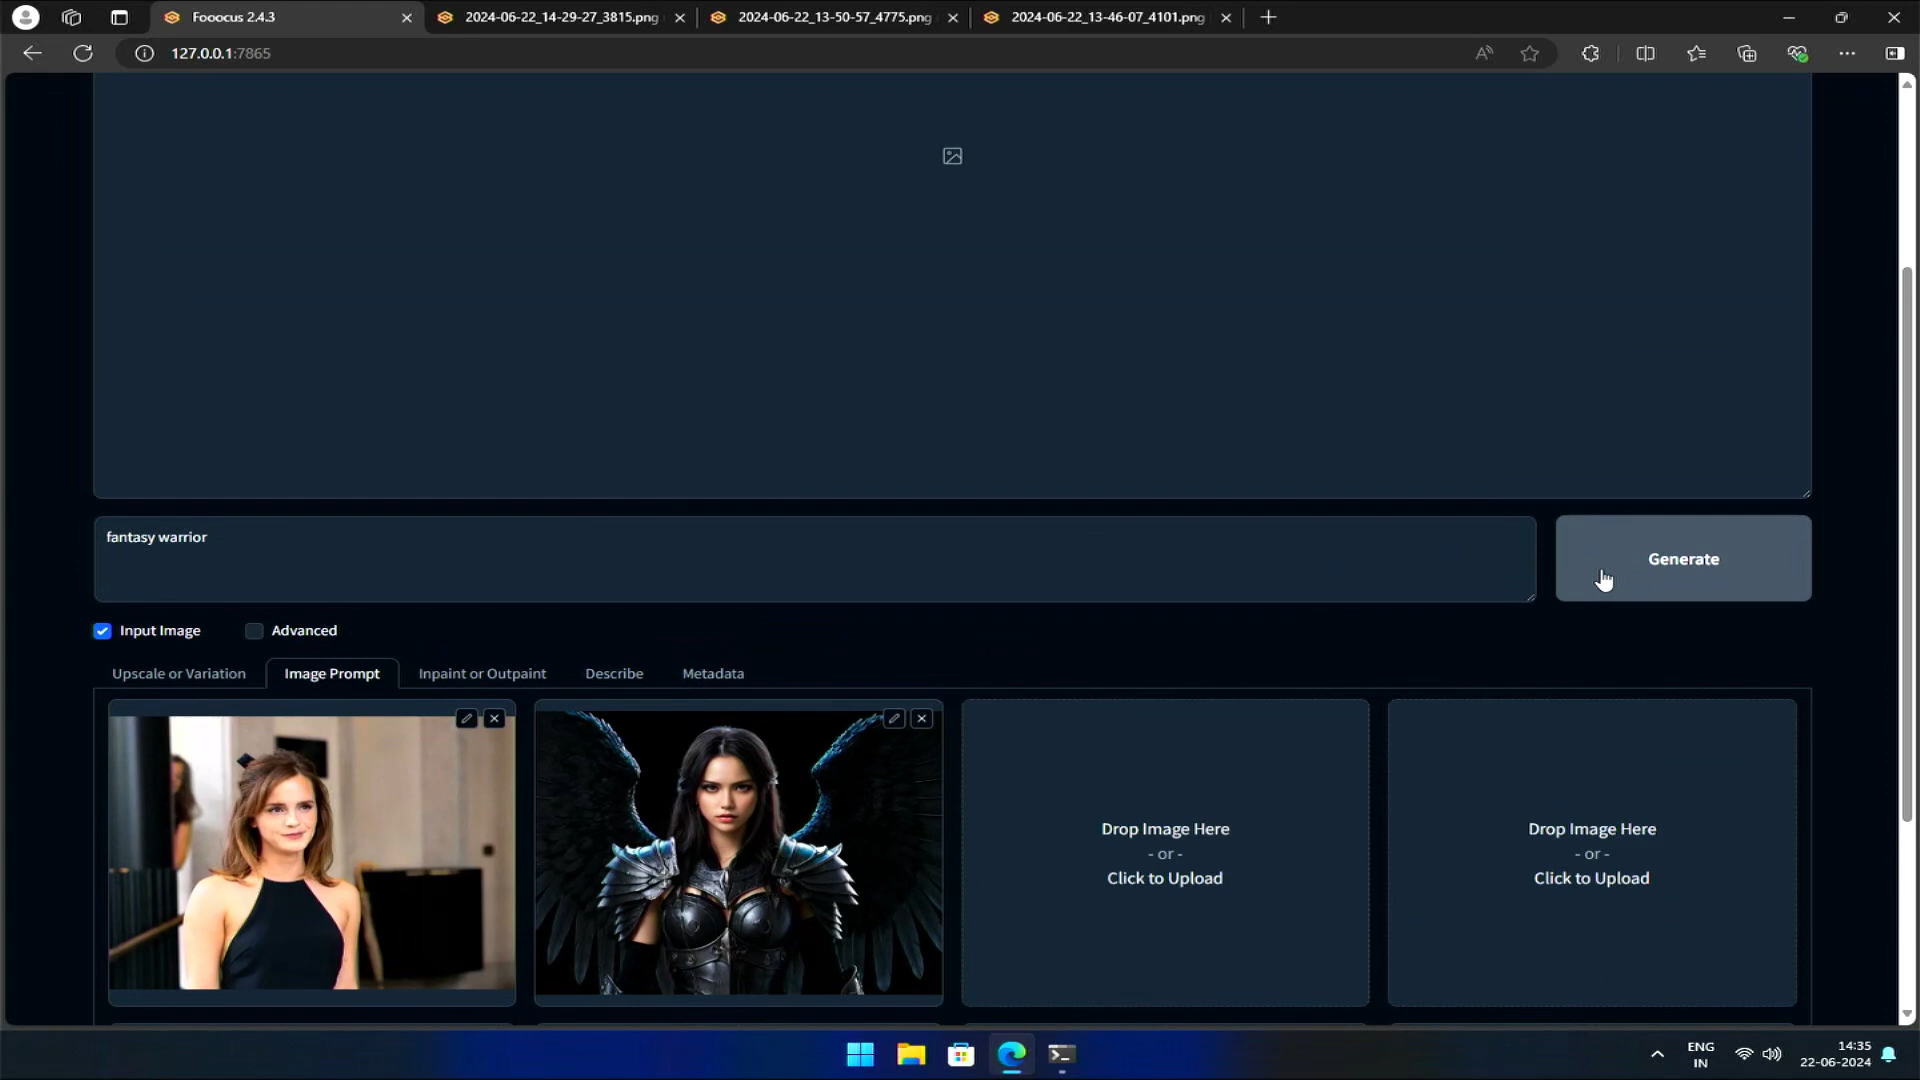 Fooocus 2.4.3
2024-06-22_14-29-27_3815.png
2024-06-22_13-50-57_4775.png
2024-06-22_13-46-07_4101.png
127.0.0.1:7865
fantasy warrior
Generate
Input Image
Advanced
Upscale or Variation
Image Prompt
Inpaint or Outpaint
Describe
Metadata
Drop Image Here
- or -
Click to Upload
Drop Image Here
- or -
Click to Upload
ENG
IN
14:35
22-06-2024